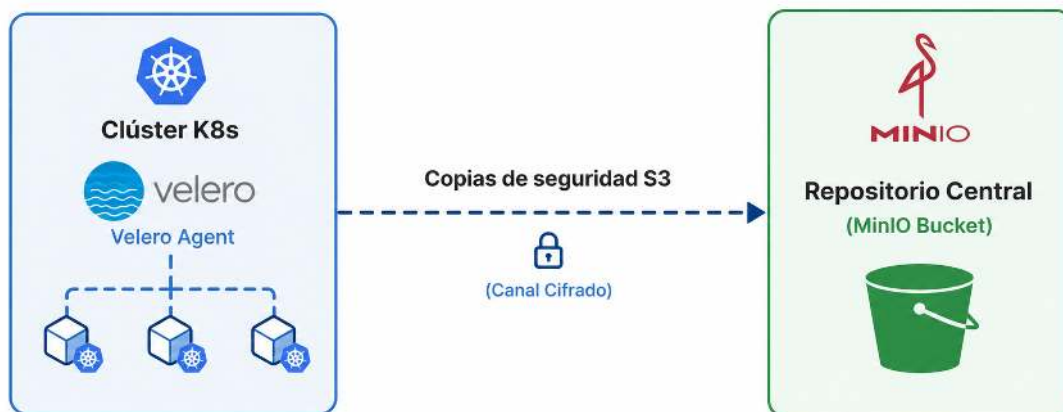 Clúster K8s
velero
Velero Agent
Copias de seguridad S3
(Canal Cifrado)
MINIO
Repositorio Central
(MinIO Bucket)